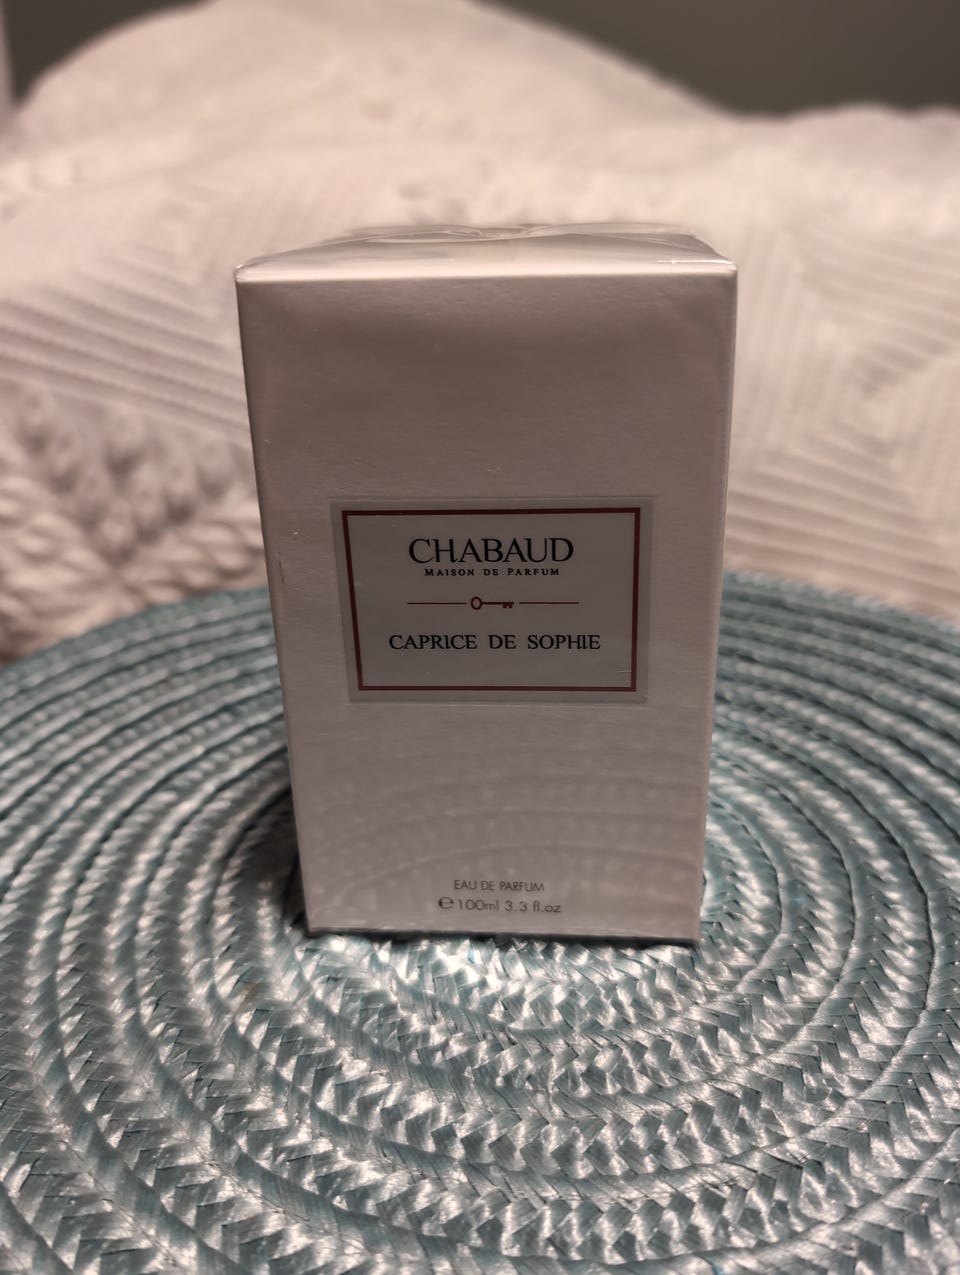 CHABAUD
MAISON DE PARFUM
CAPRICE DE SOPHIE
EAU DE PARFUM
℮100ml 3.3 fl.oz